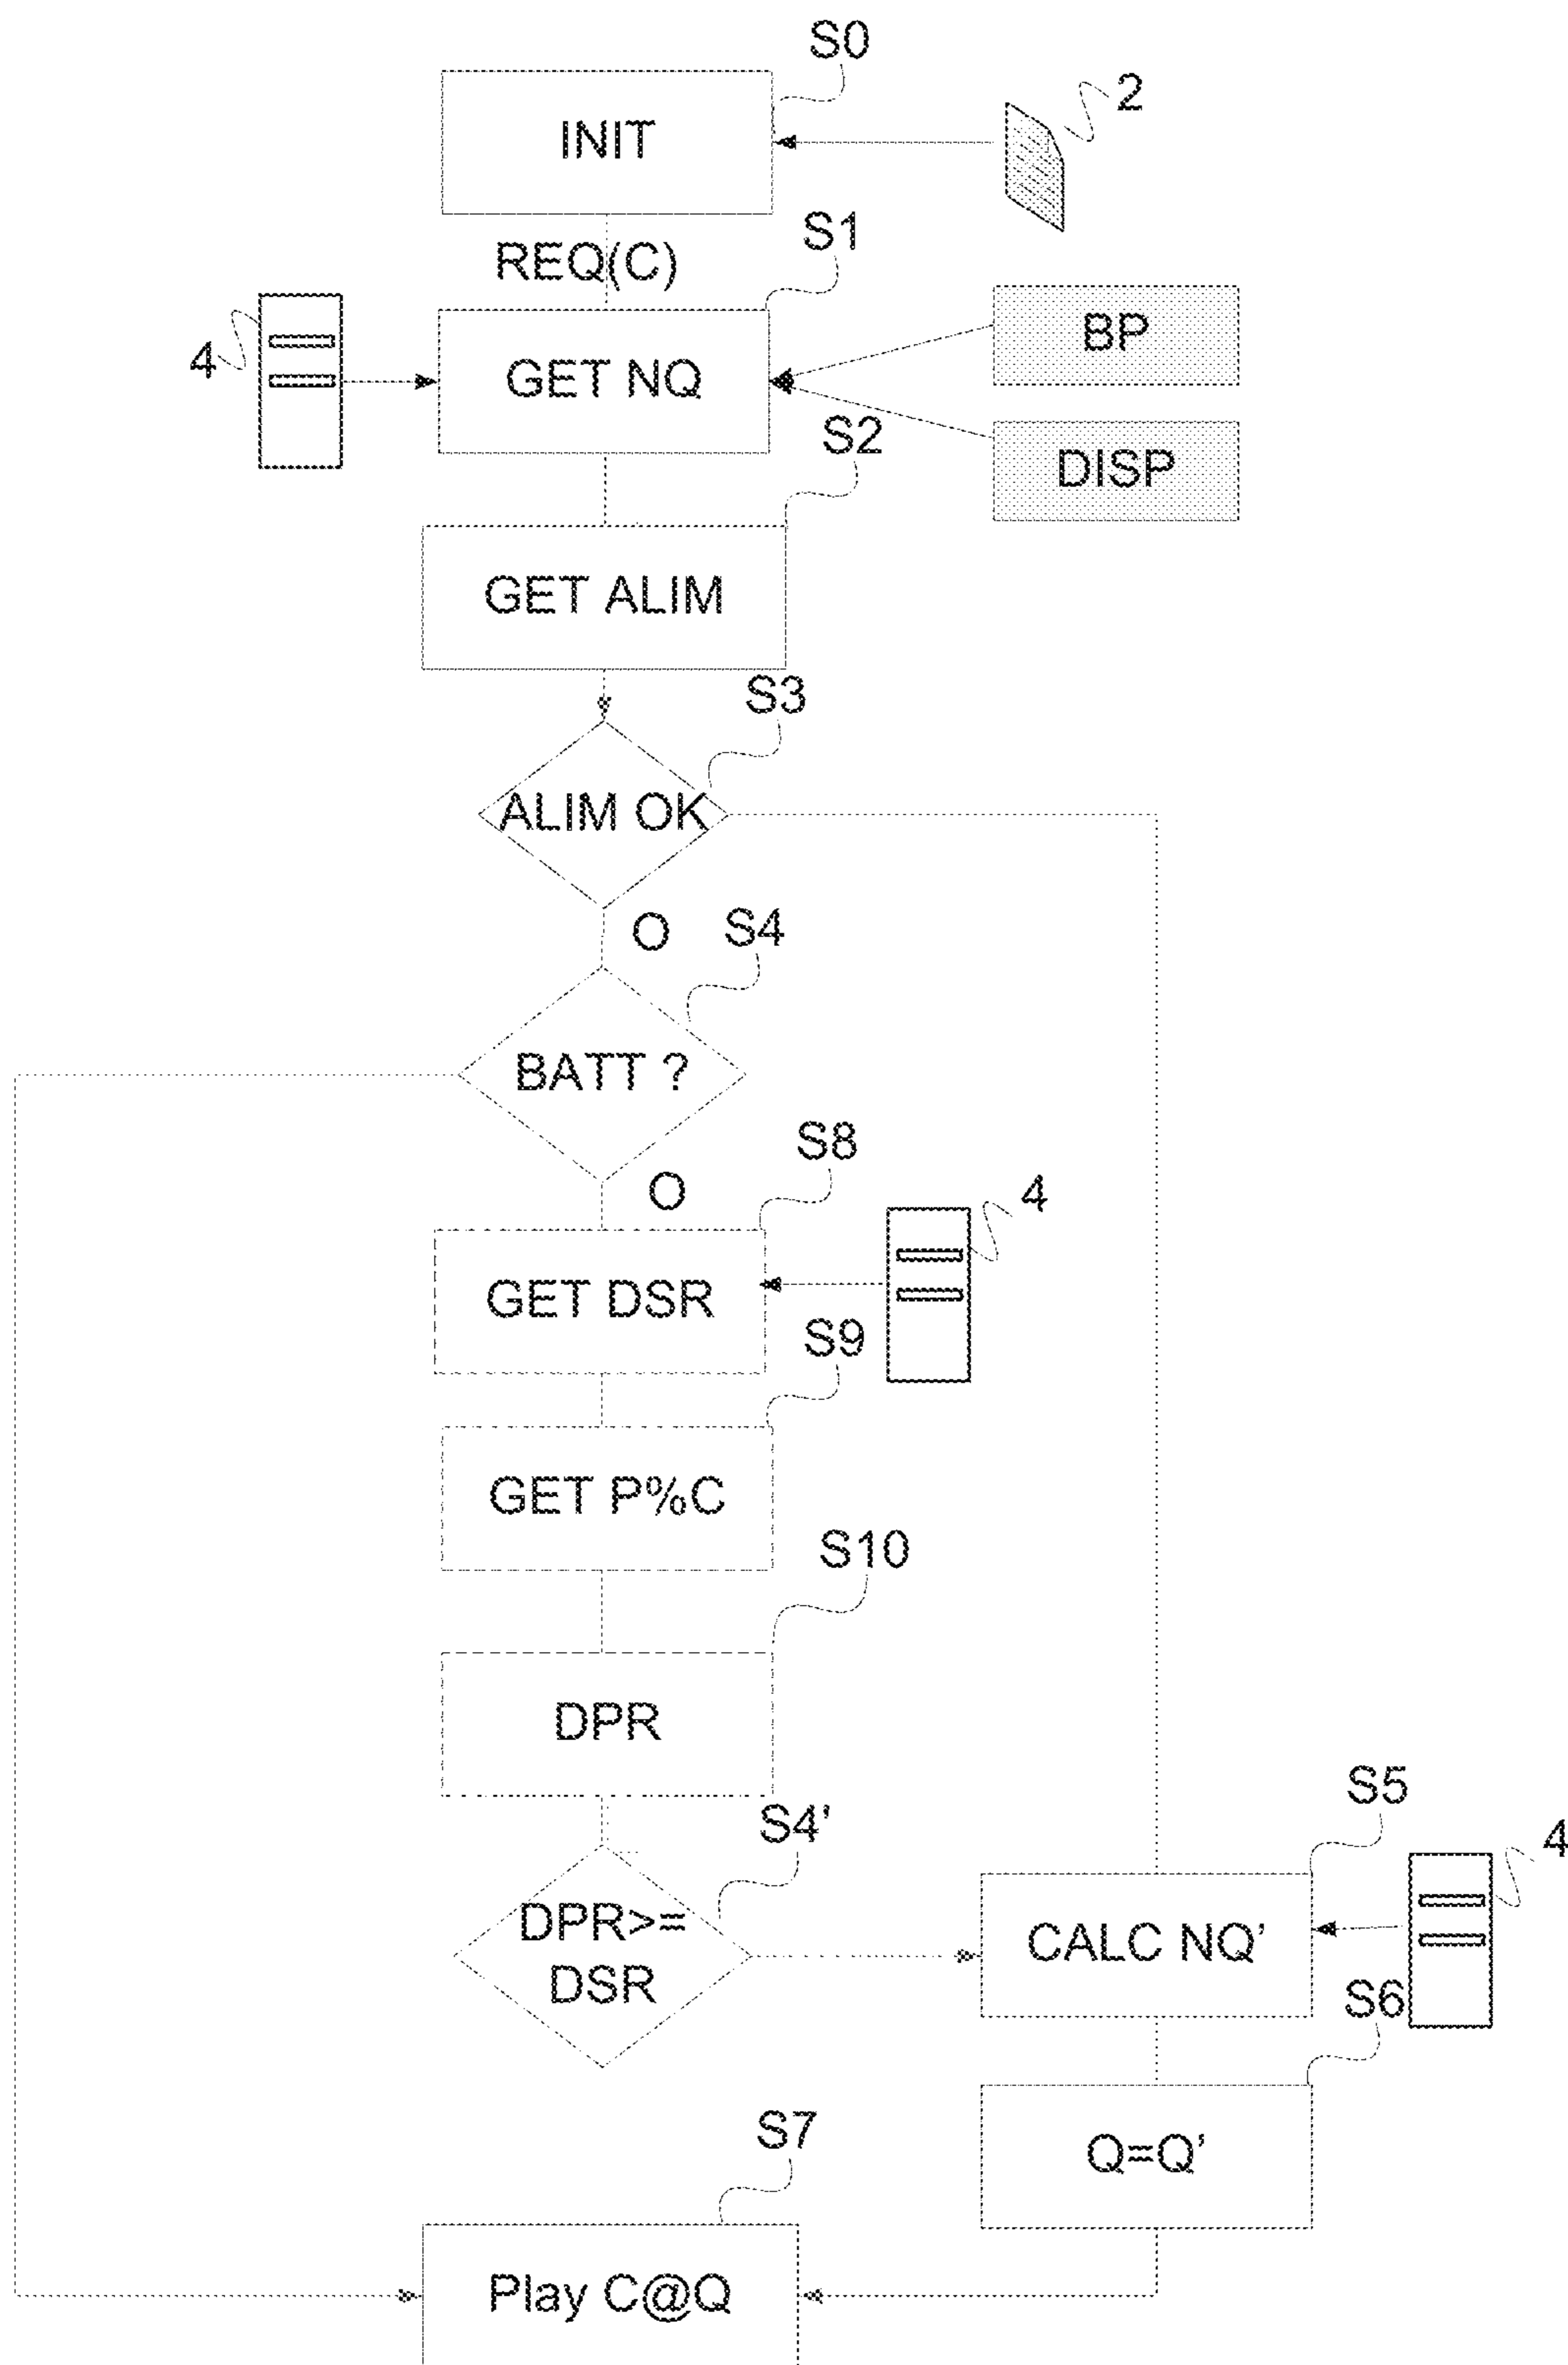 S0
INIT
2
REQ(C)
S1
4
GET NQ
BP
DISP
S2
GET ALIM
S3
ALIM OK
O
S4
BATT ?
O
S8
GET DSR
4
S9
GET P%C
S10
DPR
S4'
DPR>=
DSR
S5
CALC NQ'
4
S6
Q=Q'
S7
Play C@Q